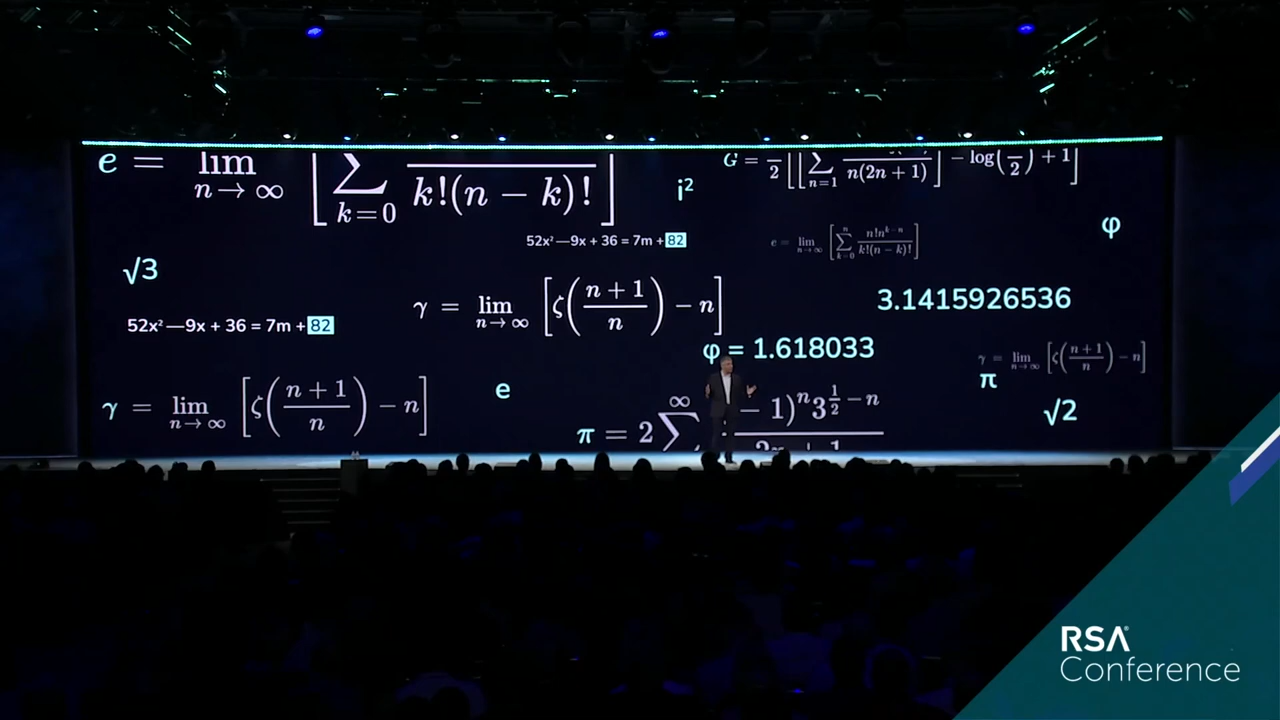 e = lim n→∞ [∑ k=0 / k!(n − k)!]
G = /2 [[∑ n=1 / n(2n + 1)] − log(/2) + 1]
i²
φ
52x² —9x + 36 = 7m + 82
e = lim n→∞ [∑ k=0 n n!n^k−n / k!(n − k)!]
√3
γ = lim n→∞ [ζ((n + 1)/n) − n]
3.1415926536
52x² —9x + 36 = 7m + 82
φ = 1.618033
γ = lim n→∞ [ζ((n+1)/n) − n]
π
e
γ = lim n→∞ [ζ((n + 1)/n) − n]
√2
π = 2 ∑ ∞ − 1)ⁿ3^(1/2 − n)
RSA®
Conference